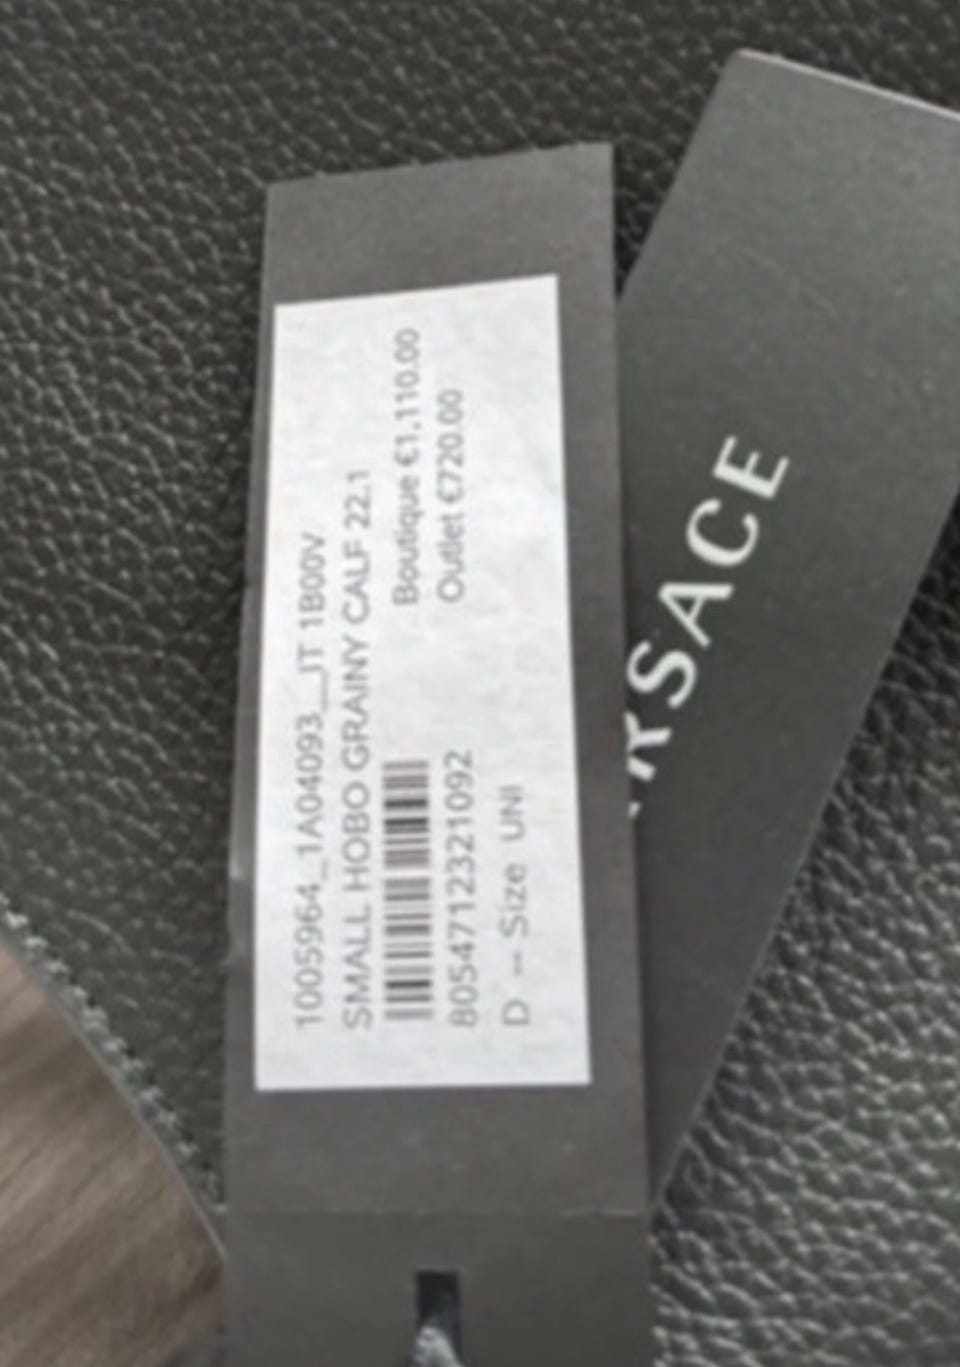 1005964_1A04093__IT 1B00V
SMALL HOBO GRAINY CALF 22.1
Boutique €1,110.00
Outlet €720.00
8054712321092
D -- Size UNI
RSACE